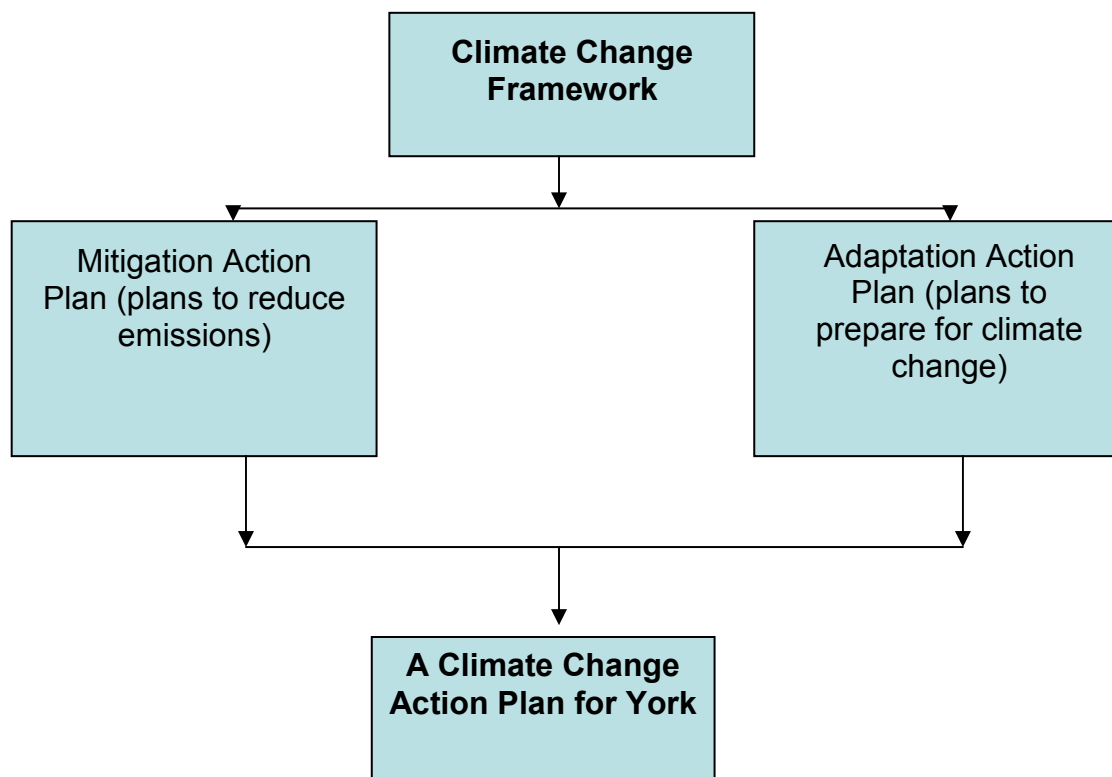 Climate Change
Framework
Mitigation Action
Plan (plans to reduce
emissions)
Adaptation Action
Plan (plans to
prepare for climate
change)
A Climate Change
Action Plan for York